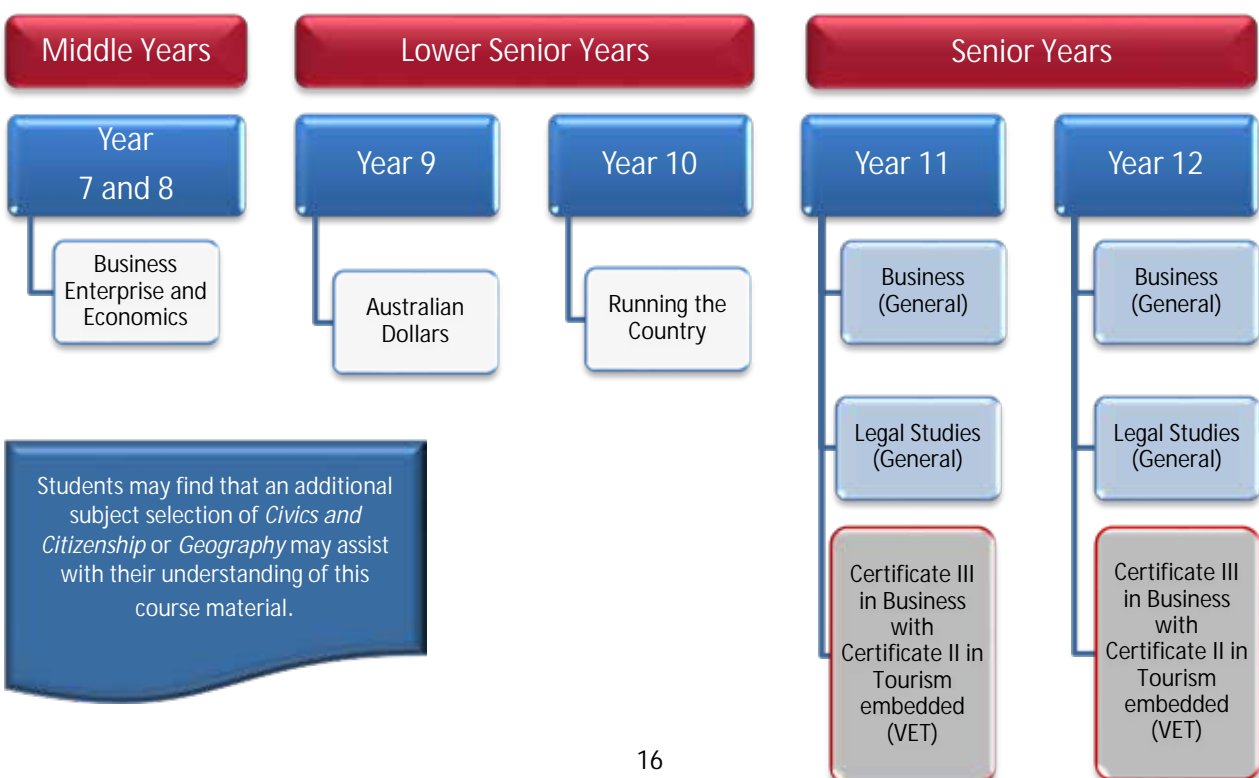 Middle Years
Lower Senior Years
Senior Years
Year
7 and 8
Year 9
Year 10
Year 11
Year 12
Business
Enterprise and
Economics
Australian
Dollars
Running the
Country
Business
(General)
Business
(General)
Legal Studies
(General)
Legal Studies
(General)
Certificate III
in Business
with
Certificate II in
Tourism
embedded
(VET)
Certificate III
in Business
with
Certificate II in
Tourism
embedded
(VET)
Students may find that an additional
subject selection of Civics and
Citizenship or Geography may assist
with their understanding of this
course material.
16